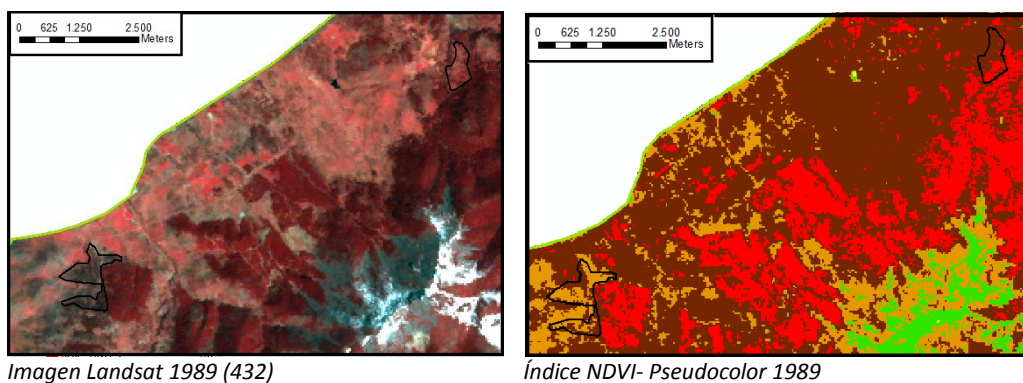 0 625 1.250 2.500
Meters
0 625 1.250 2.500
Meters
Imagen Landsat 1989 (432)
Índice NDVI- Pseudocolor 1989